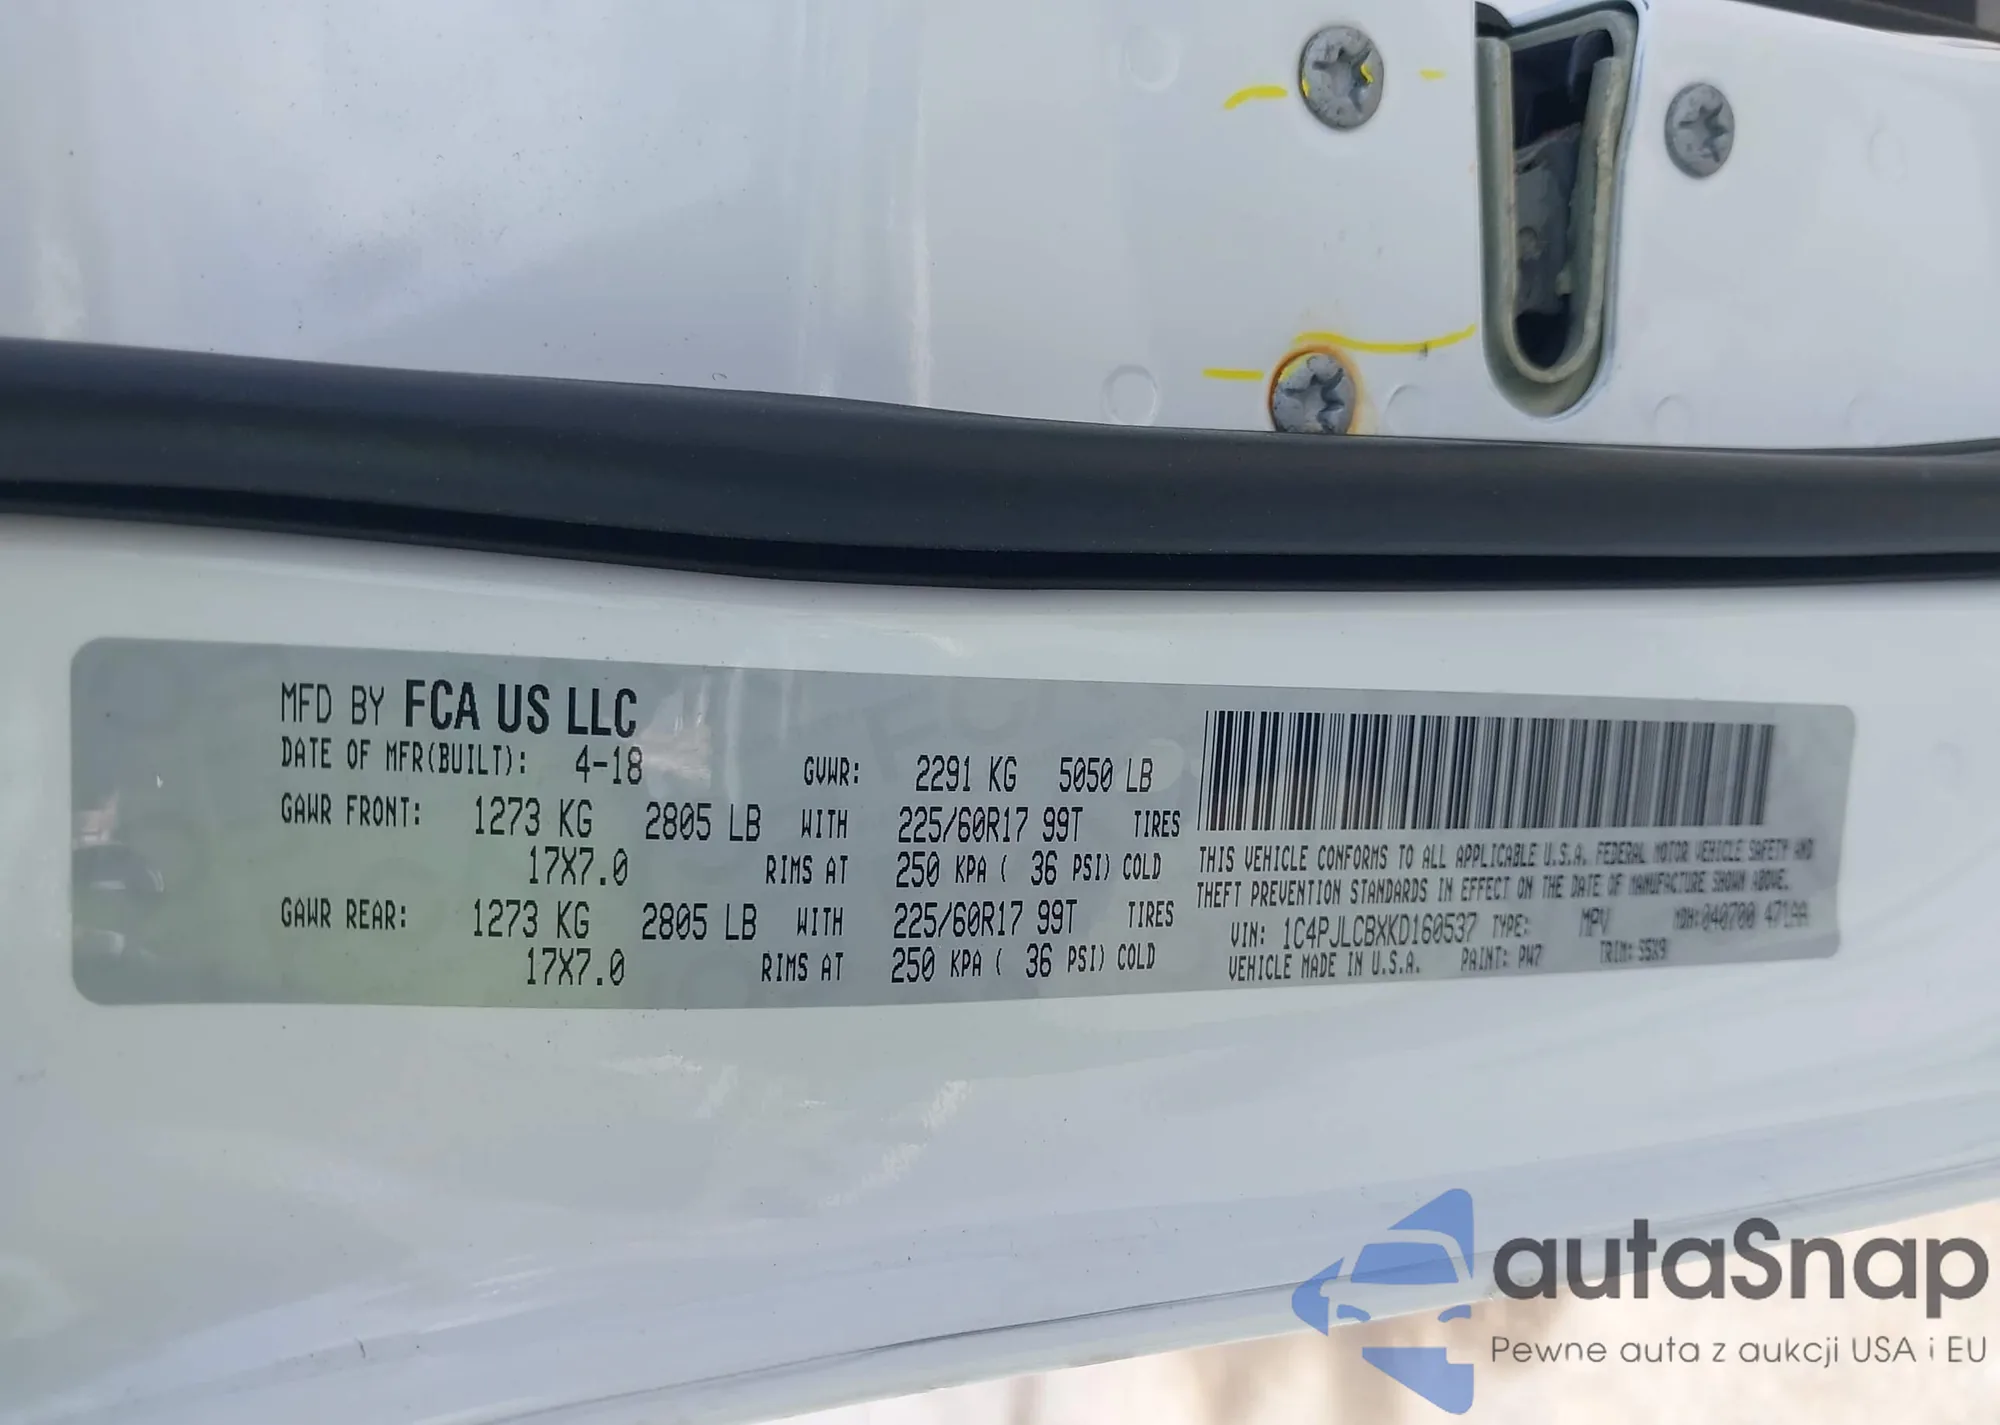 MFD BY FCA US LLC
DATE OF MFR(BUILT): 4-18 GVWR: 2291 KG 5050 LB
GAWR FRONT: 1273 KG 2805 LB WITH 225/60R17 99T TIRES
17X7.0 RIMS AT 250 KPA ( 36 PSI) COLD
GAWR REAR: 1273 KG 2805 LB WITH 225/60R17 99T TIRES
17X7.0 RIMS AT 250 KPA ( 36 PSI) COLD
THIS VEHICLE CONFORMS TO ALL APPLICABLE U.S.A. FEDERAL MOTOR VEHICLE SAFETY AND
THEFT PREVENTION STANDARDS IN EFFECT ON THE DATE OF MANUFACTURE SHOWN ABOVE.
VIN: 1C4PJLCBXKD160537 TYPE: MPV MDH: 040700 471AA
VEHICLE MADE IN U.S.A. PAINT: PW7 TRIM:
autaSnap
Pewne auta z aukcji USA i EU